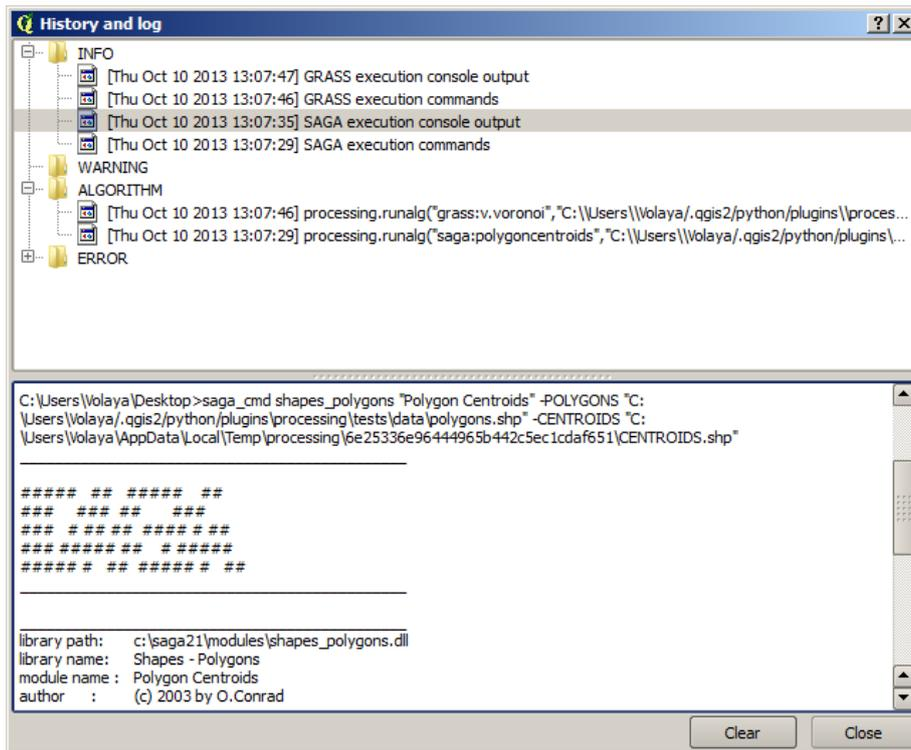 History and log
INFO
[Thu Oct 10 2013 13:07:47] GRASS execution console output
[Thu Oct 10 2013 13:07:46] GRASS execution commands
[Thu Oct 10 2013 13:07:35] SAGA execution console output
[Thu Oct 10 2013 13:07:29] SAGA execution commands
WARNING
ALGORITHM
[Thu Oct 10 2013 13:07:46] processing.runalg("grass:v.voronoi","C:\\Users\\Volaya/.qgis2/python/plugins\\proces...
[Thu Oct 10 2013 13:07:29] processing.runalg("saga:polygoncentroids","C:\\Users\\Volaya/.qgis2/python/plugins\...
ERROR
C:\Users\Volaya\Desktop>saga_cmd shapes_polygons "Polygon Centroids" -POLYGONS "C:
\Users\Volaya/.qgis2/python/plugins\processing\tests\data\polygons.shp" -CENTROIDS "C:
\Users\Volaya\AppData\Local\Temp\processing\6e25336e96444965b442c5ec1cdaf651\CENTROIDS.shp"
_____________________________________________
##### ## ##### ##
### ### ## ###
### # ## ## #### # ##
### ##### ## # #####
##### # ## ##### # ##
_____________________________________________
_____________________________________________
library path: c:\saga21\modules\shapes_polygons.dll
library name: Shapes - Polygons
module name : Polygon Centroids
author : (c) 2003 by O.Conrad
Clear Close